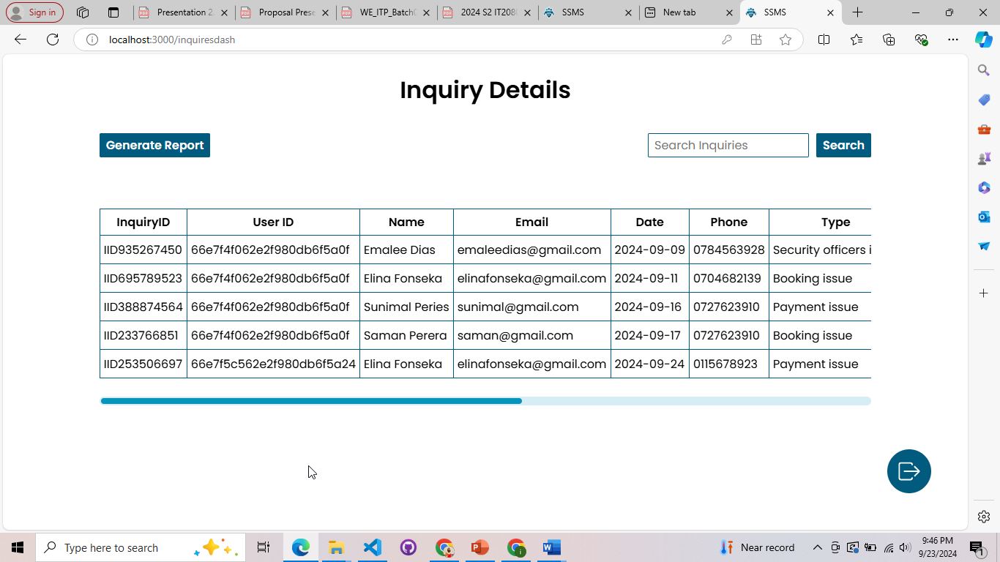 Sign in
Presentation 2
Proposal Prese
WE_ITP_Batch
2024 S2 IT208
SSMS
New tab
SSMS
localhost:3000/inquiresdash
Inquiry Details
Generate Report
Search Inquiries
Search
InquiryID User ID Name Email Date Phone Type
IID935267450 66e7f4f062e2f980db6f5a0f Emalee Dias emaleedias@gmail.com 2024-09-09 0784563928 Security officers i
IID695789523 66e7f4f062e2f980db6f5a0f Elina Fonseka elinafonseka@gmail.com 2024-09-11 0704682139 Booking issue
IID388874564 66e7f4f062e2f980db6f5a0f Sunimal Peries sunimal@gmail.com 2024-09-16 0727623910 Payment issue
IID233766851 66e7f4f062e2f980db6f5a0f Saman Perera saman@gmail.com 2024-09-17 0727623910 Booking issue
IID253506697 66e7f5c562e2f980db6f5a24 Elina Fonseka elinafonseka@gmail.com 2024-09-24 0115678923 Payment issue
Type here to search
Near record
9:46 PM
9/23/2024
1